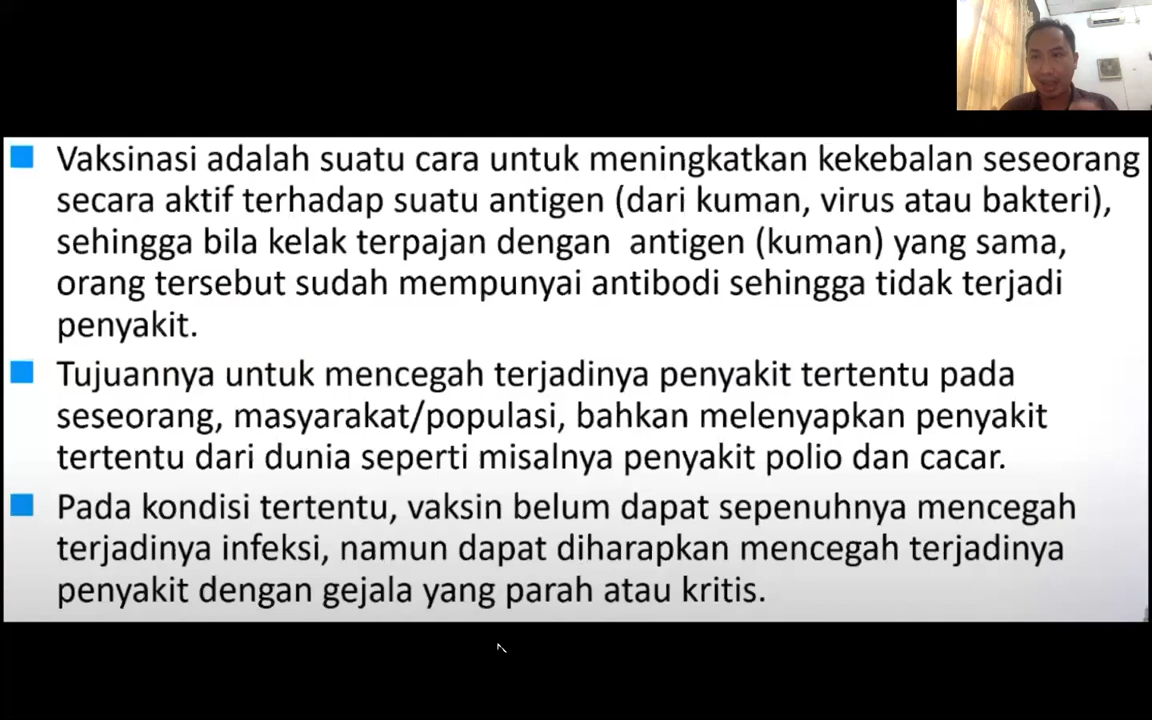 Vaksinasi adalah suatu cara untuk meningkatkan kekebalan seseorang
secara aktif terhadap suatu antigen (dari kuman, virus atau bakteri),
sehingga bila kelak terpajan dengan antigen (kuman) yang sama,
orang tersebut sudah mempunyai antibodi sehingga tidak terjadi
penyakit.
Tujuannya untuk mencegah terjadinya penyakit tertentu pada
seseorang, masyarakat/populasi, bahkan melenyapkan penyakit
tertentu dari dunia seperti misalnya penyakit polio dan cacar.
Pada kondisi tertentu, vaksin belum dapat sepenuhnya mencegah
terjadinya infeksi, namun dapat diharapkan mencegah terjadinya
penyakit dengan gejala yang parah atau kritis.